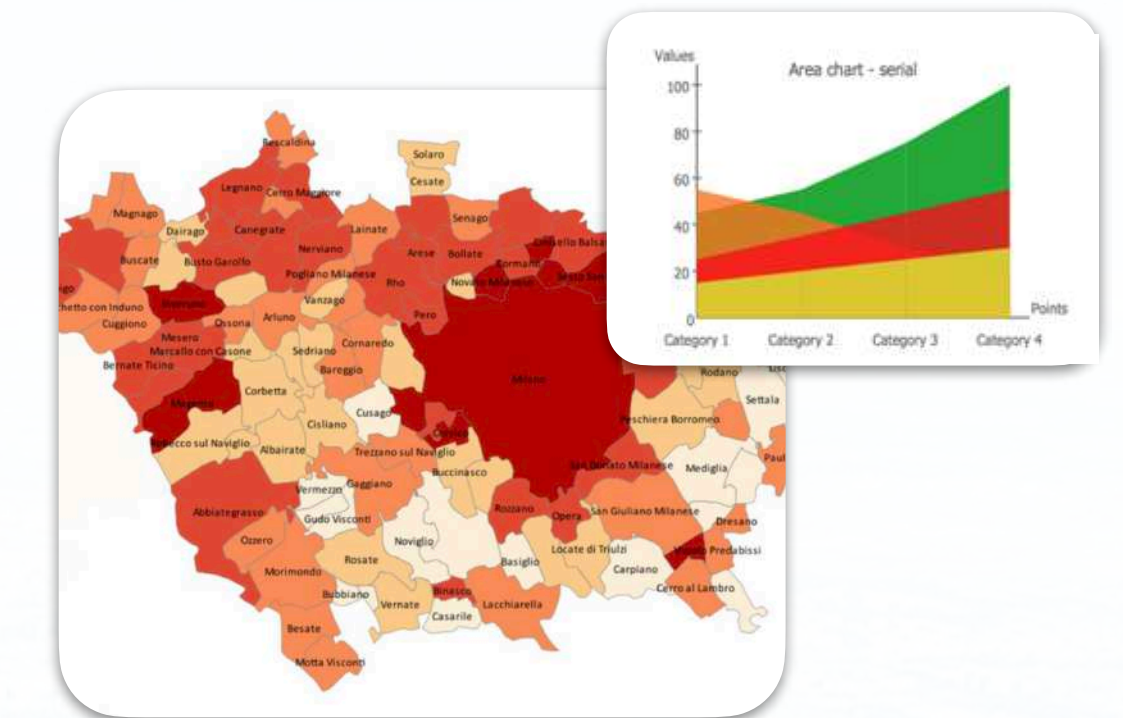 Values
Area chart - serial
100
80
60
40
20
0
Points
Category 1
Category 2
Category 3
Category 4
Rescaldina
Solaro
Cesate
Legnano
Cerro Maggiore
Magnago
Dairago
Canegrate
Lainate
Senago
Buscate
Busto Garolfo
Nerviano
Arese
Bollate
Cormano
Pogliano Milanese
Rho
Vanzago
Pero
Cuggiono
Ossona
Arluno
Mesero
Marcallo con Casone
Sedriano
Cornaredo
Bernate Ticino
Bareggio
Milano
Rodano
Corbetta
Cusago
Settala
Cisliano
Peschiera Borromeo
Albairate
Trezzano sul Naviglio
Buccinasco
San Donato Milanese
Mediglia
Vermezzo
Gaggiano
Abbiategrasso
Gudo Visconti
Rozzano
Opera
San Giuliano Milanese
Dresano
Ozzero
Noviglio
Rosate
Basiglio
Locate di Triulzi
Predabissi
Morimondo
Carpiano
Bubbiano
Vernate
Binasco
Lacchiarella
Cerro al Lambro
Casarile
Besate
Motta Visconti